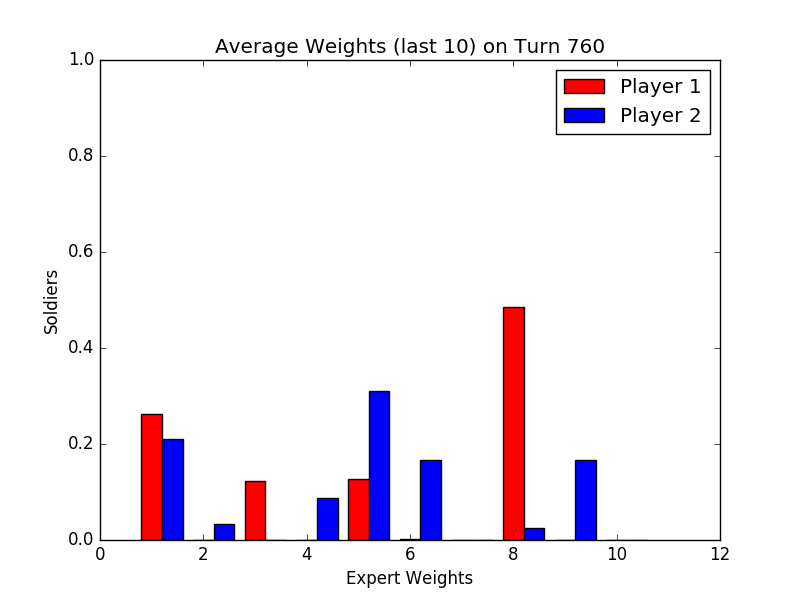 Average Weights (last 10) on Turn 760
1.0
Player 1
Player 2
0.8
0.6
Soldiers
0.4
0.2
0.0
0 2 4 6 8 10 12
Expert Weights